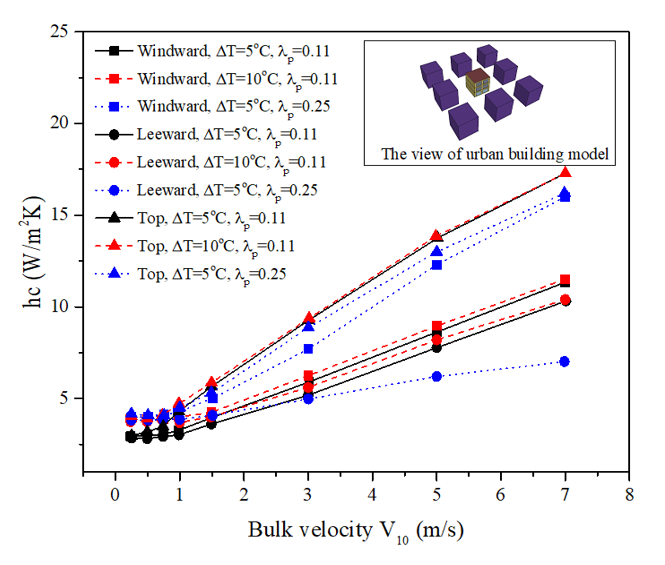 25
20
15
10
5
hc (W/m²K)
Windward, ΔT=5°C, λp=0.11
Windward, ΔT=10°C, λp=0.11
Windward, ΔT=5°C, λp=0.25
Leeward, ΔT=5°C, λp=0.11
Leeward, ΔT=10°C, λp=0.11
Leeward, ΔT=5°C, λp=0.25
Top, ΔT=5°C, λp=0.11
Top, ΔT=10°C, λp=0.11
Top, ΔT=5°C, λp=0.25
The view of urban building model
0 1 2 3 4 5 6 7 8
Bulk velocity V₁₀ (m/s)